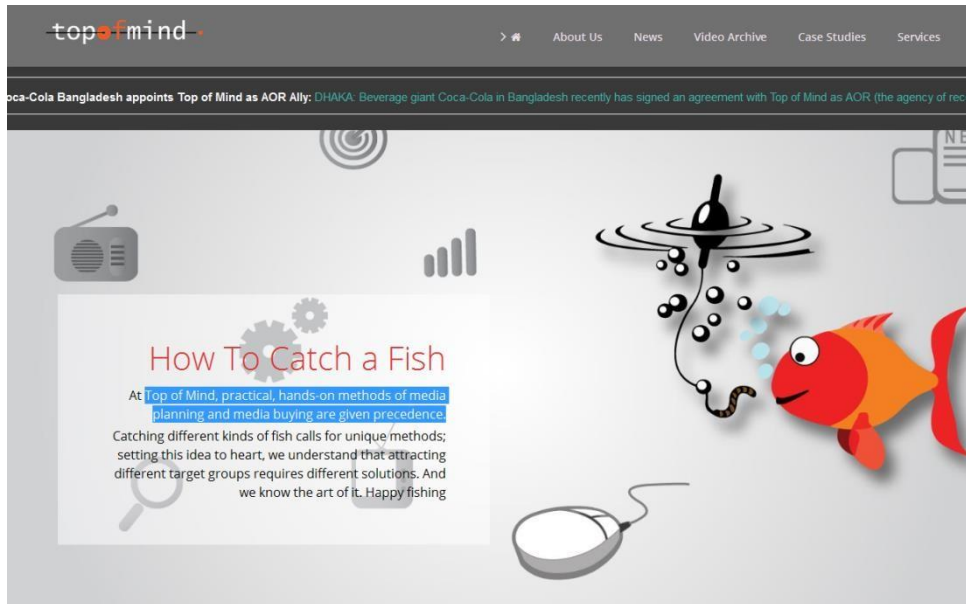 topofmind
About Us News Video Archive Case Studies Services
oca-Cola Bangladesh appoints Top of Mind as AOR Ally: DHAKA: Beverage giant Coca-Cola in Bangladesh recently has signed an agreement with Top of Mind as AOR (the agency of rec
NE
How To Catch a Fish
At Top of Mind, practical, hands-on methods of media
planning and media buying are given precedence.
Catching different kinds of fish calls for unique methods;
setting this idea to heart, we understand that attracting
different target groups requires different solutions. And
we know the art of it. Happy fishing